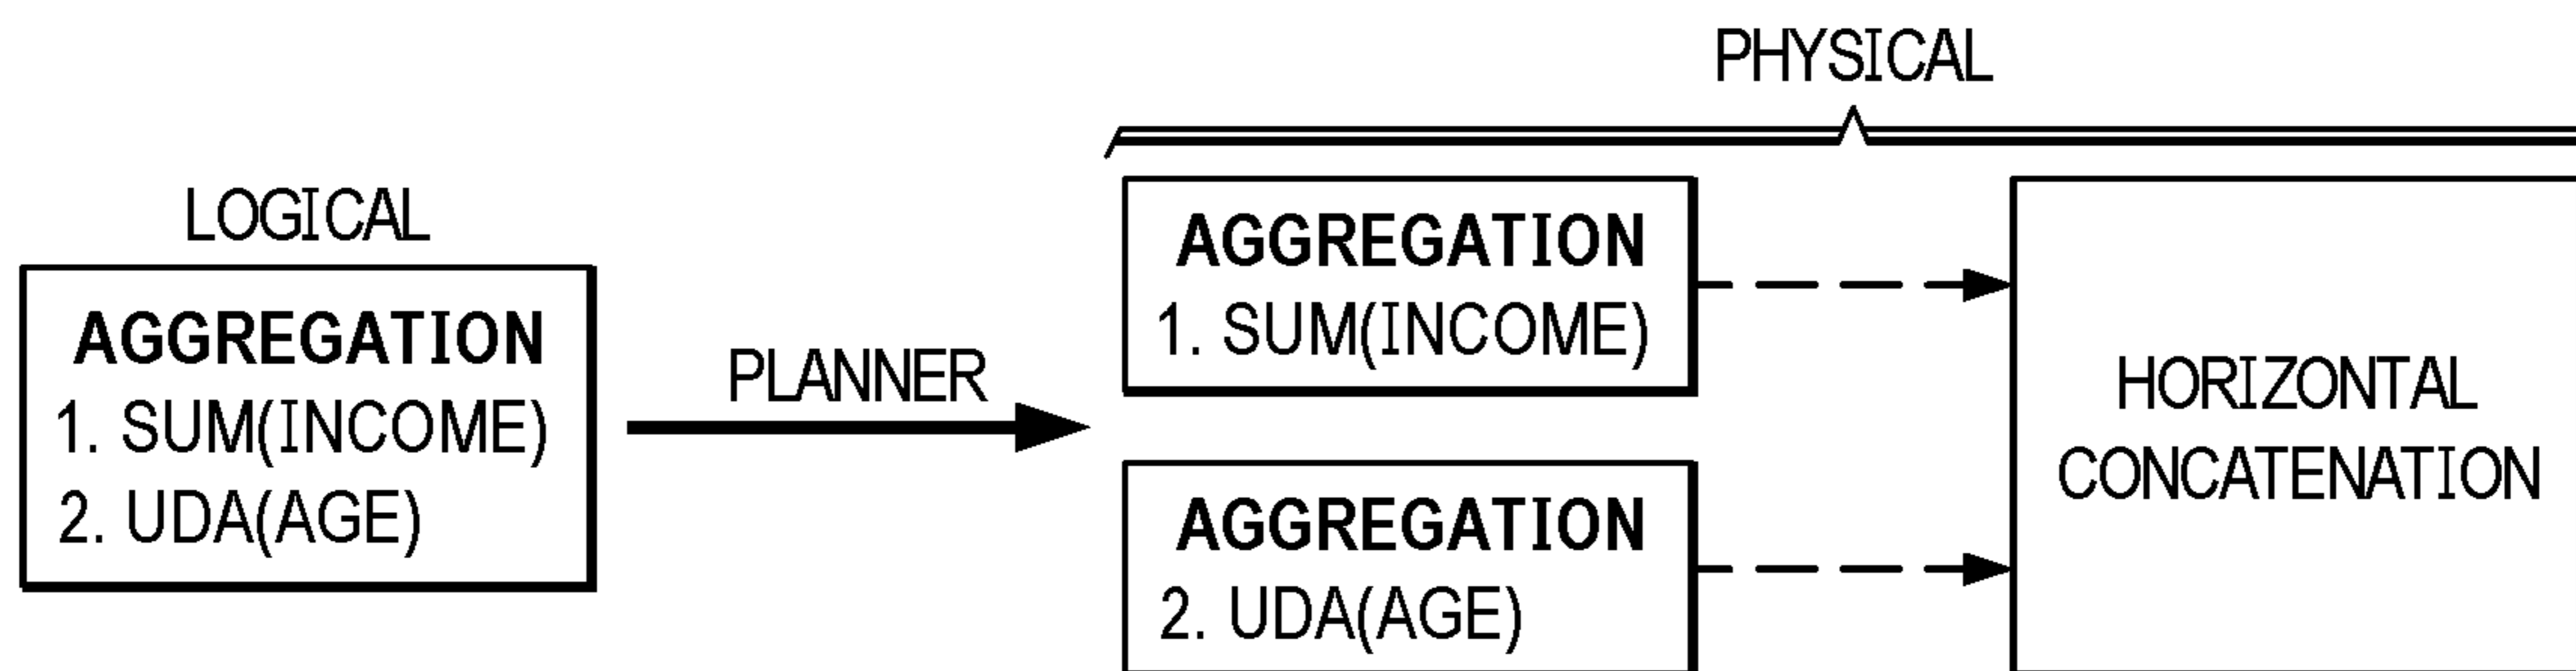 PHYSICAL
LOGICAL
AGGREGATION
1. SUM(INCOME)
2. UDA(AGE)
PLANNER
AGGREGATION
1. SUM(INCOME)
AGGREGATION
2. UDA(AGE)
HORIZONTAL
CONCATENATION